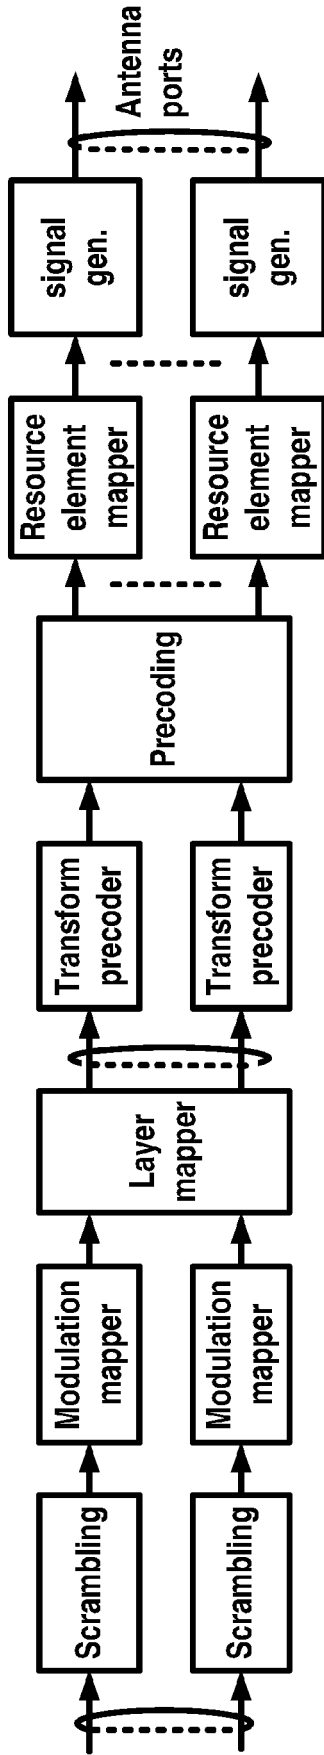 Scrambling
Scrambling
Modulation
mapper
Modulation
mapper
Layer
mapper
Transform
precoder
Transform
precoder
Precoding
Resource
element
mapper
Resource
element
mapper
signal
gen.
signal
gen.
Antenna
ports